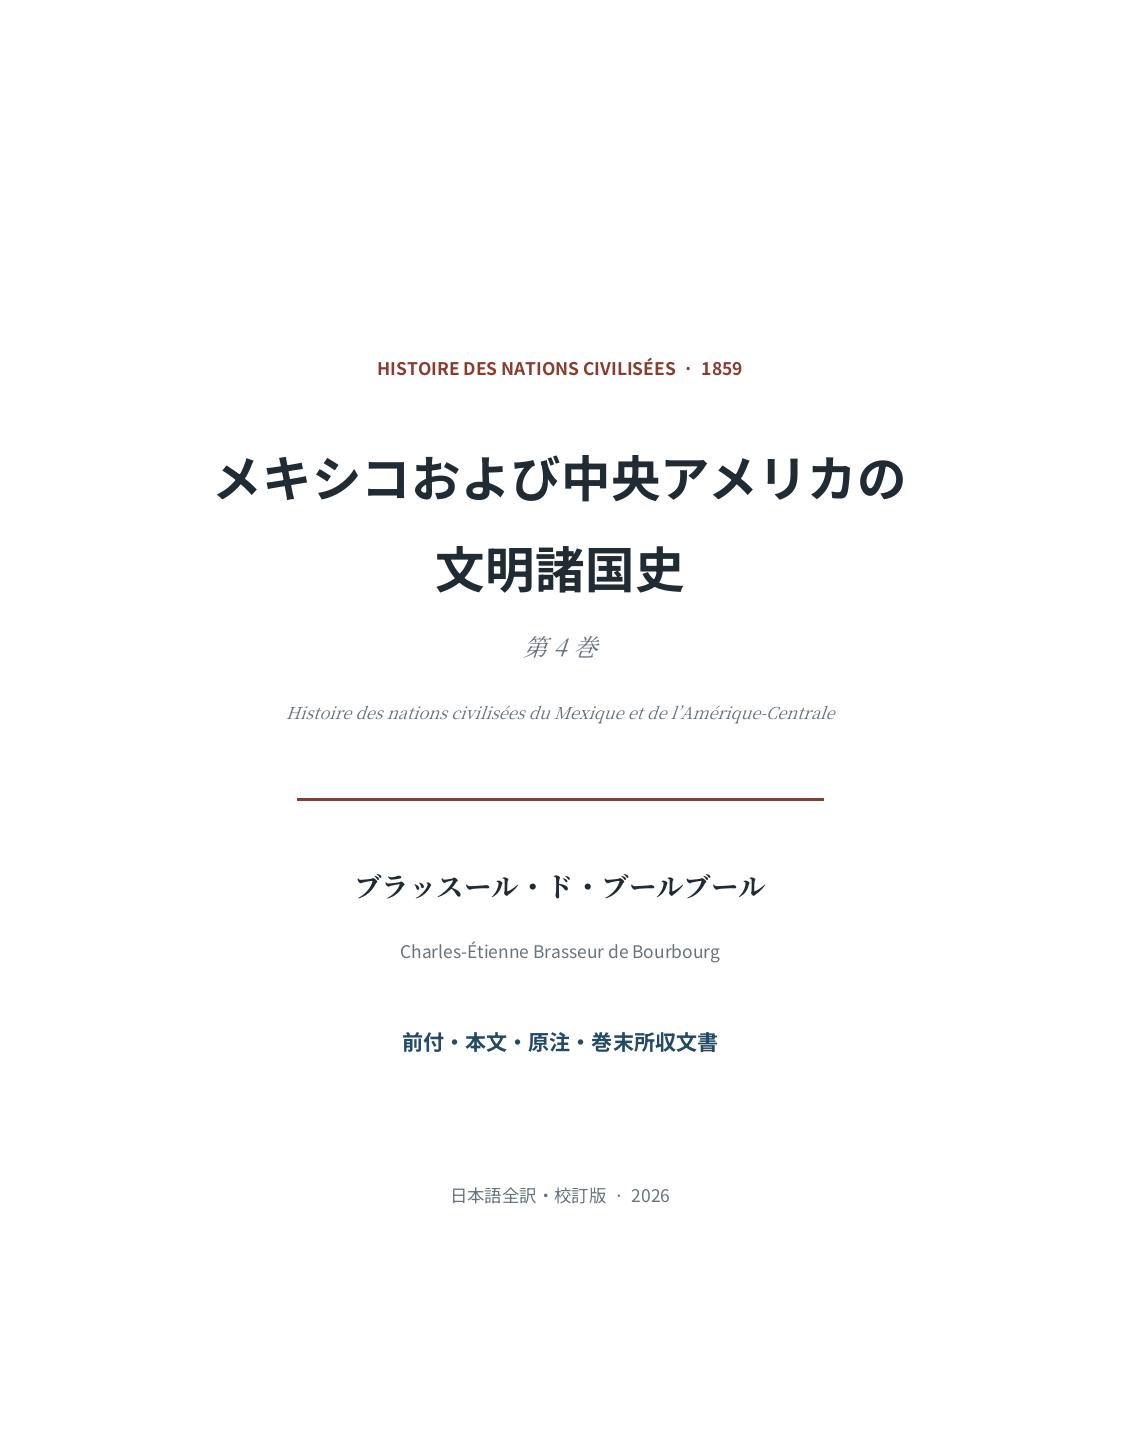 HISTOIRE DES NATIONS CIVILISÉES · 1859
メキシコおよび中央アメリカの
文明諸国史
第 4 巻
Histoire des nations civilisées du Mexique et de l’Amérique-Centrale
ブラッスール・ド・ブールブール
Charles-Étienne Brasseur de Bourbourg
前付・本文・原注・巻末所収文書
日本語全訳・校訂版 · 2026